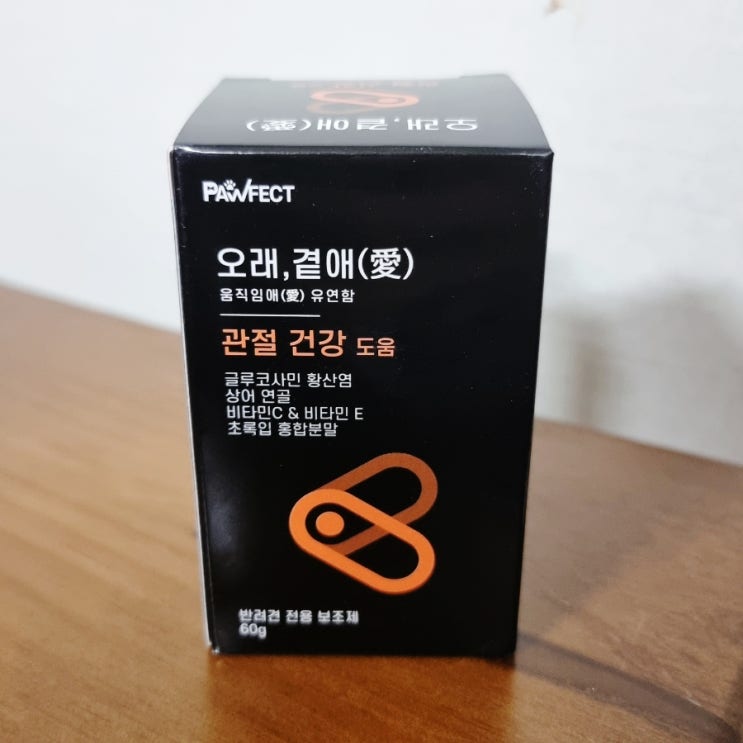 오래,곁애(愛)
PAWFECT
오래,곁애(愛)
움직임애(愛) 유연함
관절 건강 도움
글루코사민 황산염
상어 연골
비타민C & 비타민 E
초록입 홍합분말
반려견 전용 보조제
60g